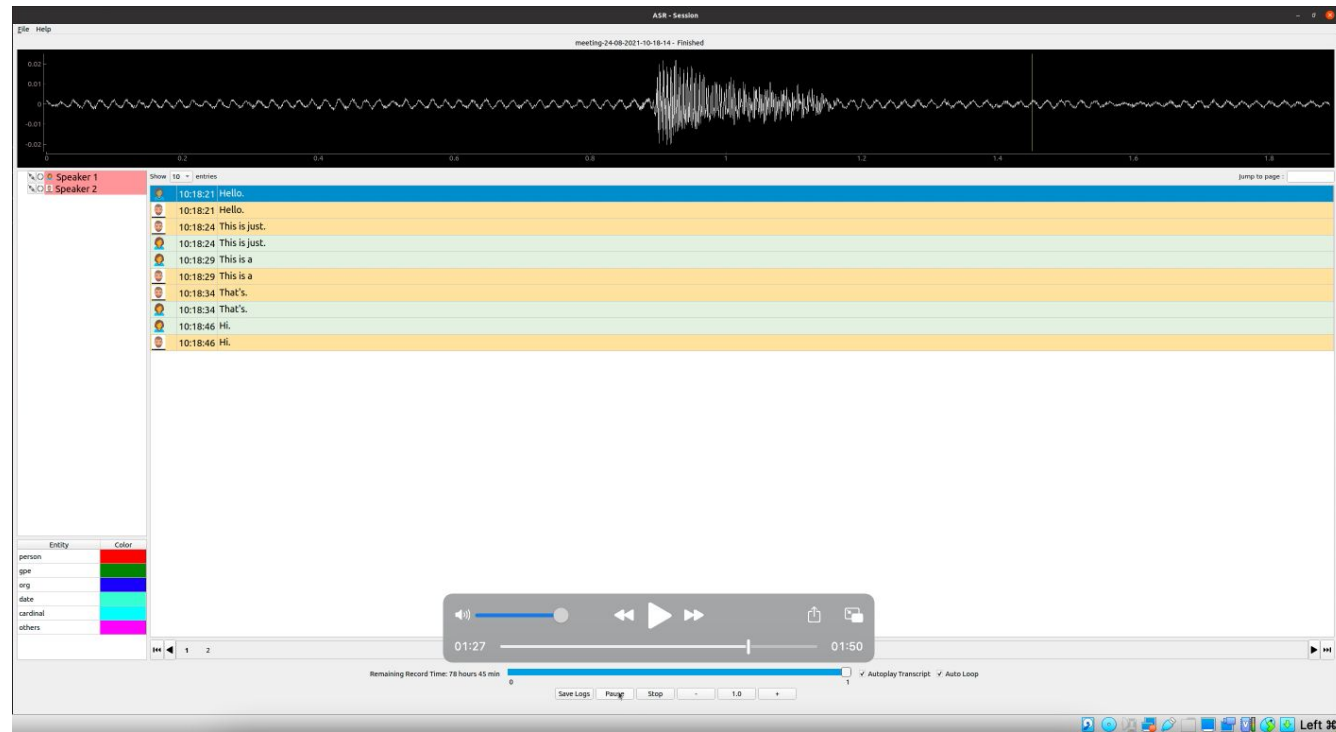 ASR - Session
File Help
meeting-24-08-2021-10-18-14 - Finished
0.02
0.01
0
-0.01
-0.02
0 0.2 0.4 0.6 0.8 1 1.2 1.4 1.6 1.8
Speaker 1
Speaker 2
Show 10 entries
Jump to page :
10:18:21 Hello.
10:18:21 Hello.
10:18:24 This is just.
10:18:24 This is just.
10:18:29 This is a
10:18:29 This is a
10:18:34 That's.
10:18:34 That's.
10:18:46 Hi.
10:18:46 Hi.
Entity Color
person
gpe
org
date
cardinal
others
1 2
01:27 01:50
Remaining Record Time: 78 hours 45 min
0 1
Autoplay Transcript Auto Loop
Save Logs Pause Stop - 1.0 +
Left ⌘